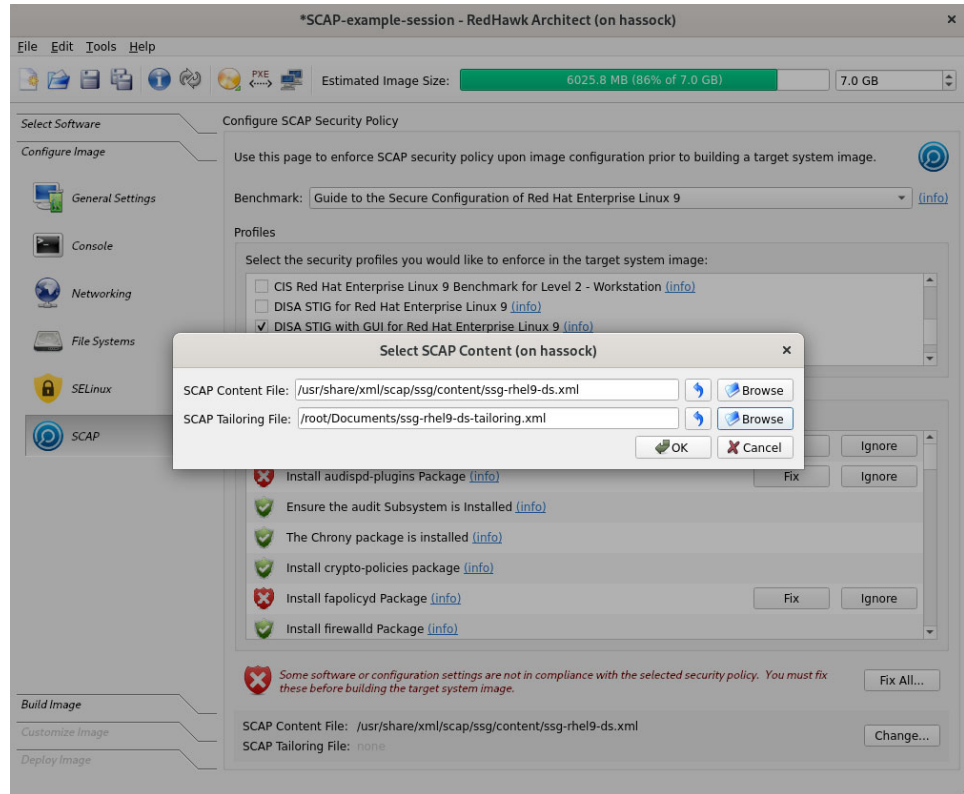 *SCAP-example-session - RedHawk Architect (on hassock)
File Edit Tools Help
PXE
Estimated Image Size: 6025.8 MB (86% of 7.0 GB) 7.0 GB
Select Software
Configure Image
General Settings
Console
Networking
File Systems
SELinux
SCAP
Build Image
Customize Image
Deploy Image
Configure SCAP Security Policy
Use this page to enforce SCAP security policy upon image configuration prior to building a target system image.
Benchmark: Guide to the Secure Configuration of Red Hat Enterprise Linux 9 (info)
Profiles
Select the security profiles you would like to enforce in the target system image:
CIS Red Hat Enterprise Linux 9 Benchmark for Level 2 - Workstation (info)
DISA STIG for Red Hat Enterprise Linux 9 (info)
DISA STIG with GUI for Red Hat Enterprise Linux 9 (info)
Select SCAP Content (on hassock)
SCAP Content File: /usr/share/xml/scap/ssg/content/ssg-rhel9-ds.xml Browse
SCAP Tailoring File: /root/Documents/ssg-rhel9-ds-tailoring.xml Browse
OK Cancel
Ignore
Install audispd-plugins Package (info) Fix Ignore
Ensure the audit Subsystem is Installed (info)
The Chrony package is installed (info)
Install crypto-policies package (info)
Install fapolicyd Package (info) Fix Ignore
Install firewalld Package (info)
Some software or configuration settings are not in compliance with the selected security policy. You must fix
these before building the target system image.
Fix All...
SCAP Content File: /usr/share/xml/scap/ssg/content/ssg-rhel9-ds.xml
SCAP Tailoring File: none
Change...